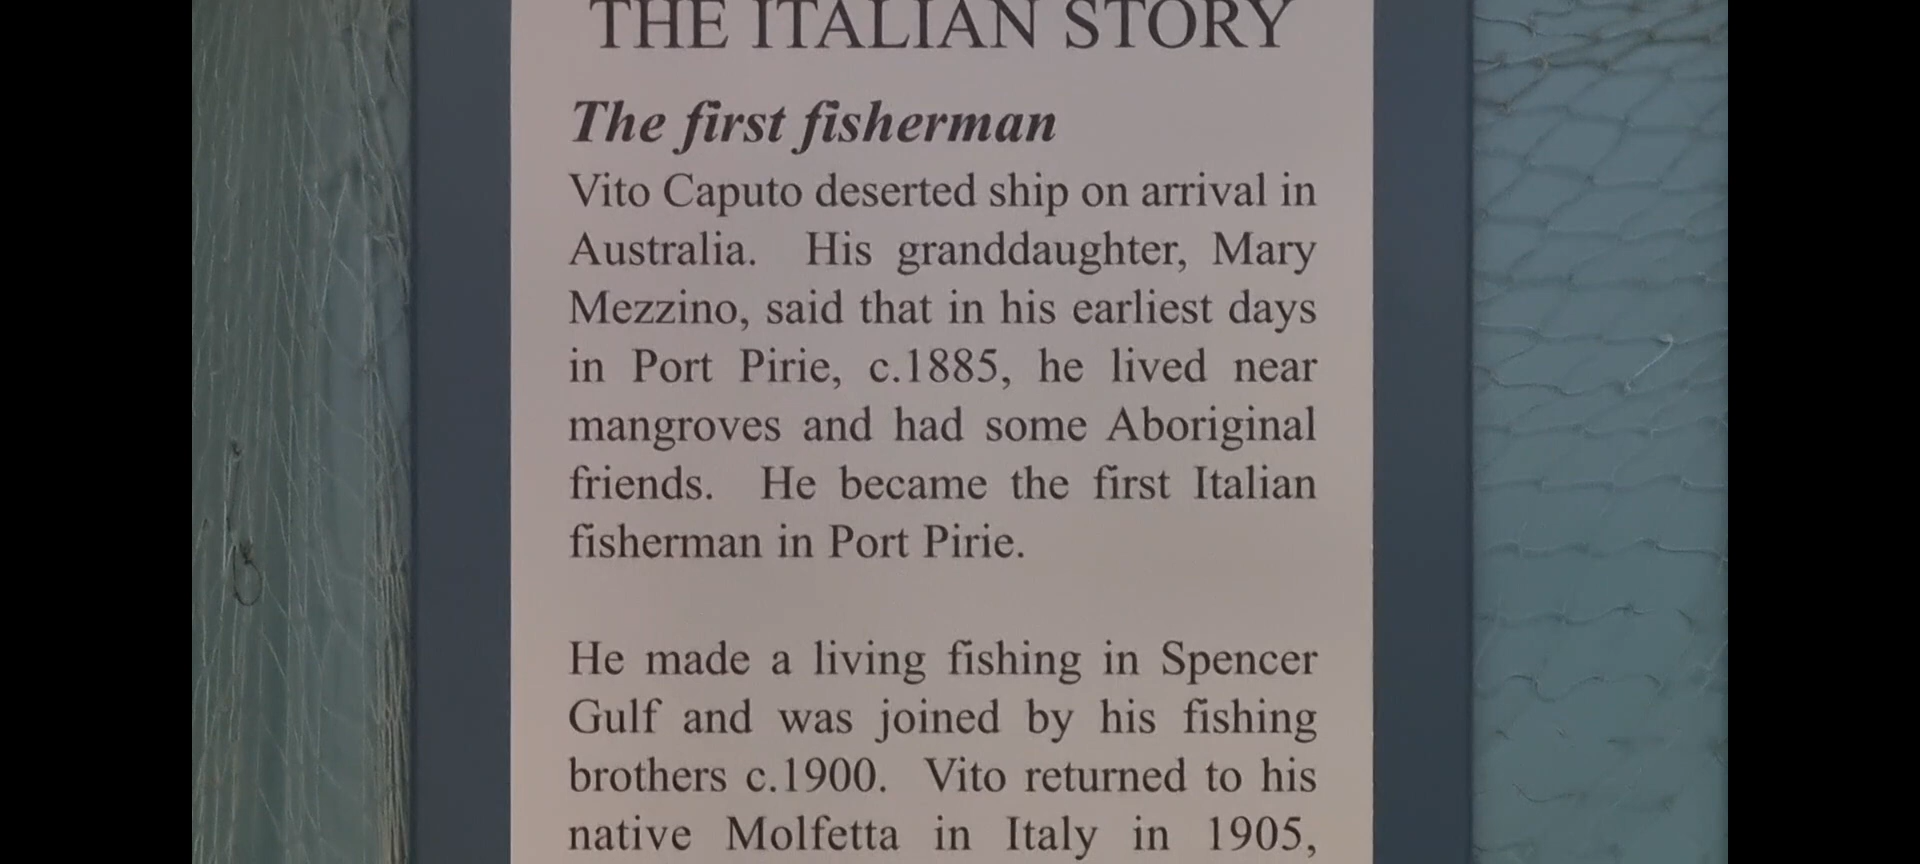 THE ITALIAN STORY
The first fisherman
Vito Caputo deserted ship on arrival in
Australia. His granddaughter, Mary
Mezzino, said that in his earliest days
in Port Pirie, c.1885, he lived near
mangroves and had some Aboriginal
friends. He became the first Italian
fisherman in Port Pirie.
He made a living fishing in Spencer
Gulf and was joined by his fishing
brothers c.1900. Vito returned to his
native Molfetta in Italy in 1905,